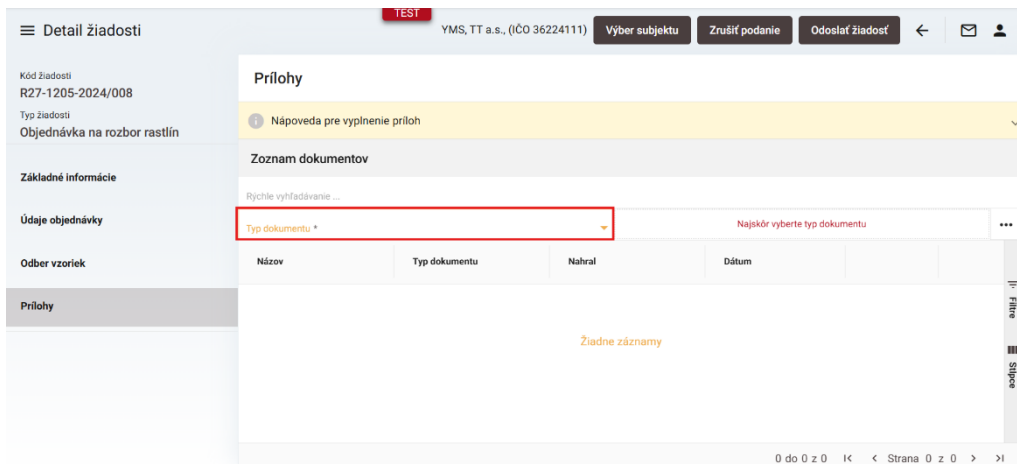 TEST
Detail žiadosti
YMS, TT a.s., (IČO 36224111)
Výber subjektu
Zrušiť podanie
Odoslať žiadosť
Kód žiadosti
R27-1205-2024/008
Typ žiadosti
Objednávka na rozbor rastlín
Základné informácie
Údaje objednávky
Odber vzoriek
Prílohy
Prílohy
Nápoveda pre vyplnenie príloh
Zoznam dokumentov
Rýchle vyhľadávanie ...
Typ dokumentu *
Najskôr vyberte typ dokumentu
Názov Typ dokumentu Nahral Dátum
Žiadne záznamy
Filtre
Stĺpce
0 do 0 z 0 Strana 0 z 0